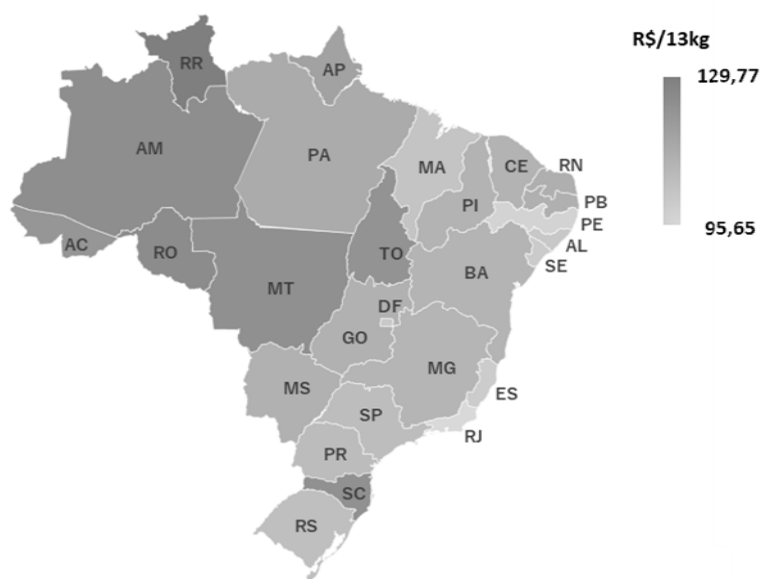 R$/13kg
129,77
95,65
RR
AP
AM
PA
MA
CE
RN
PB
PI
PE
AL
SE
AC
RO
TO
BA
MT
DF
GO
MG
MS
ES
SP
RJ
PR
SC
RS